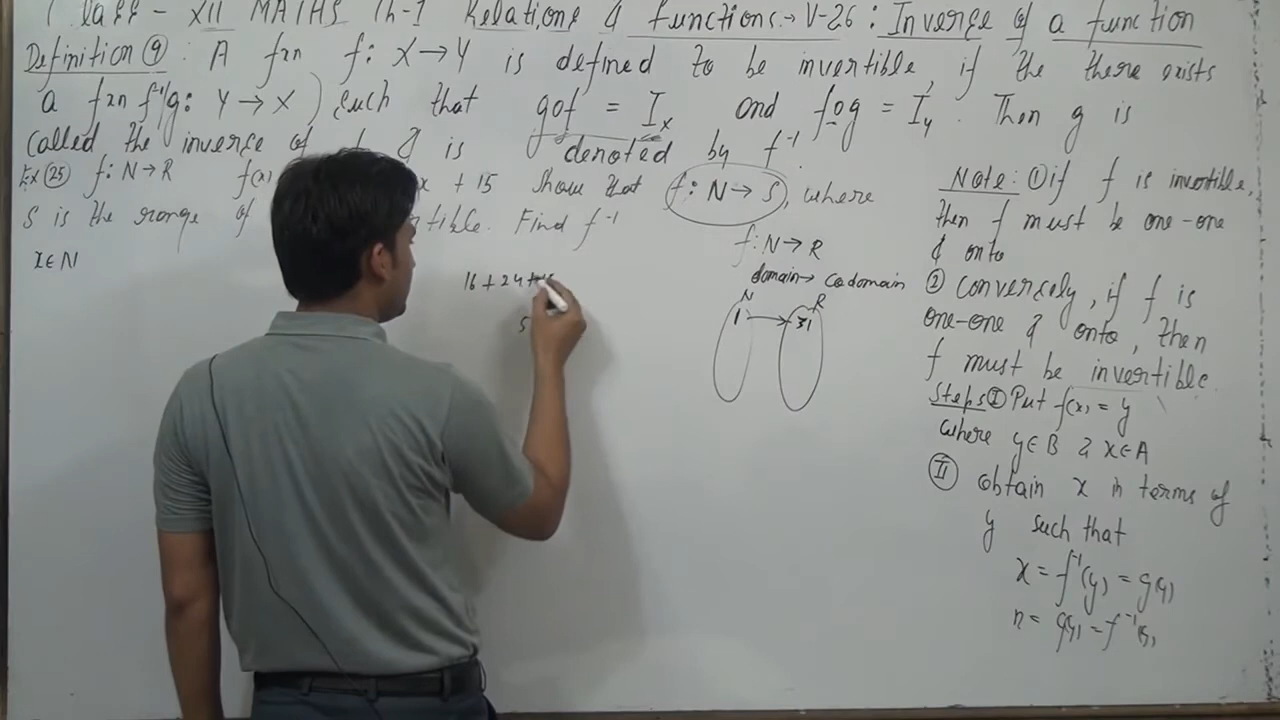 Class - XII MATHS Ch-1 Relations & functions → V-26 : Inverse of a function
Definition ⑨ : A fxn f: X → Y is defined to be invertible, if the there exists
a fxn f⁻¹/g: Y → X ) such that gof = Iₓ and fog = Iᵧ . Then g is
called the inverse of & is denoted by f⁻¹.
Ex ㉕ f: N → R f(x) x + 15 Show that f: N → S, where
S is the range of Find f⁻¹
x ∈ N
16 + 24 +
5
f: N → R
domain → codomain
N R
1 31
Note: ① if f is invertible,
then f must be one-one
& onto
② conversely, if f is
one-one & onto, then
f must be invertible.
Steps Ⓘ Put f(x) = y
where y ∈ B & x ∈ A
Ⓘ Ⓘ obtain x in terms of
y such that
x = f⁻¹(y) = g(y)